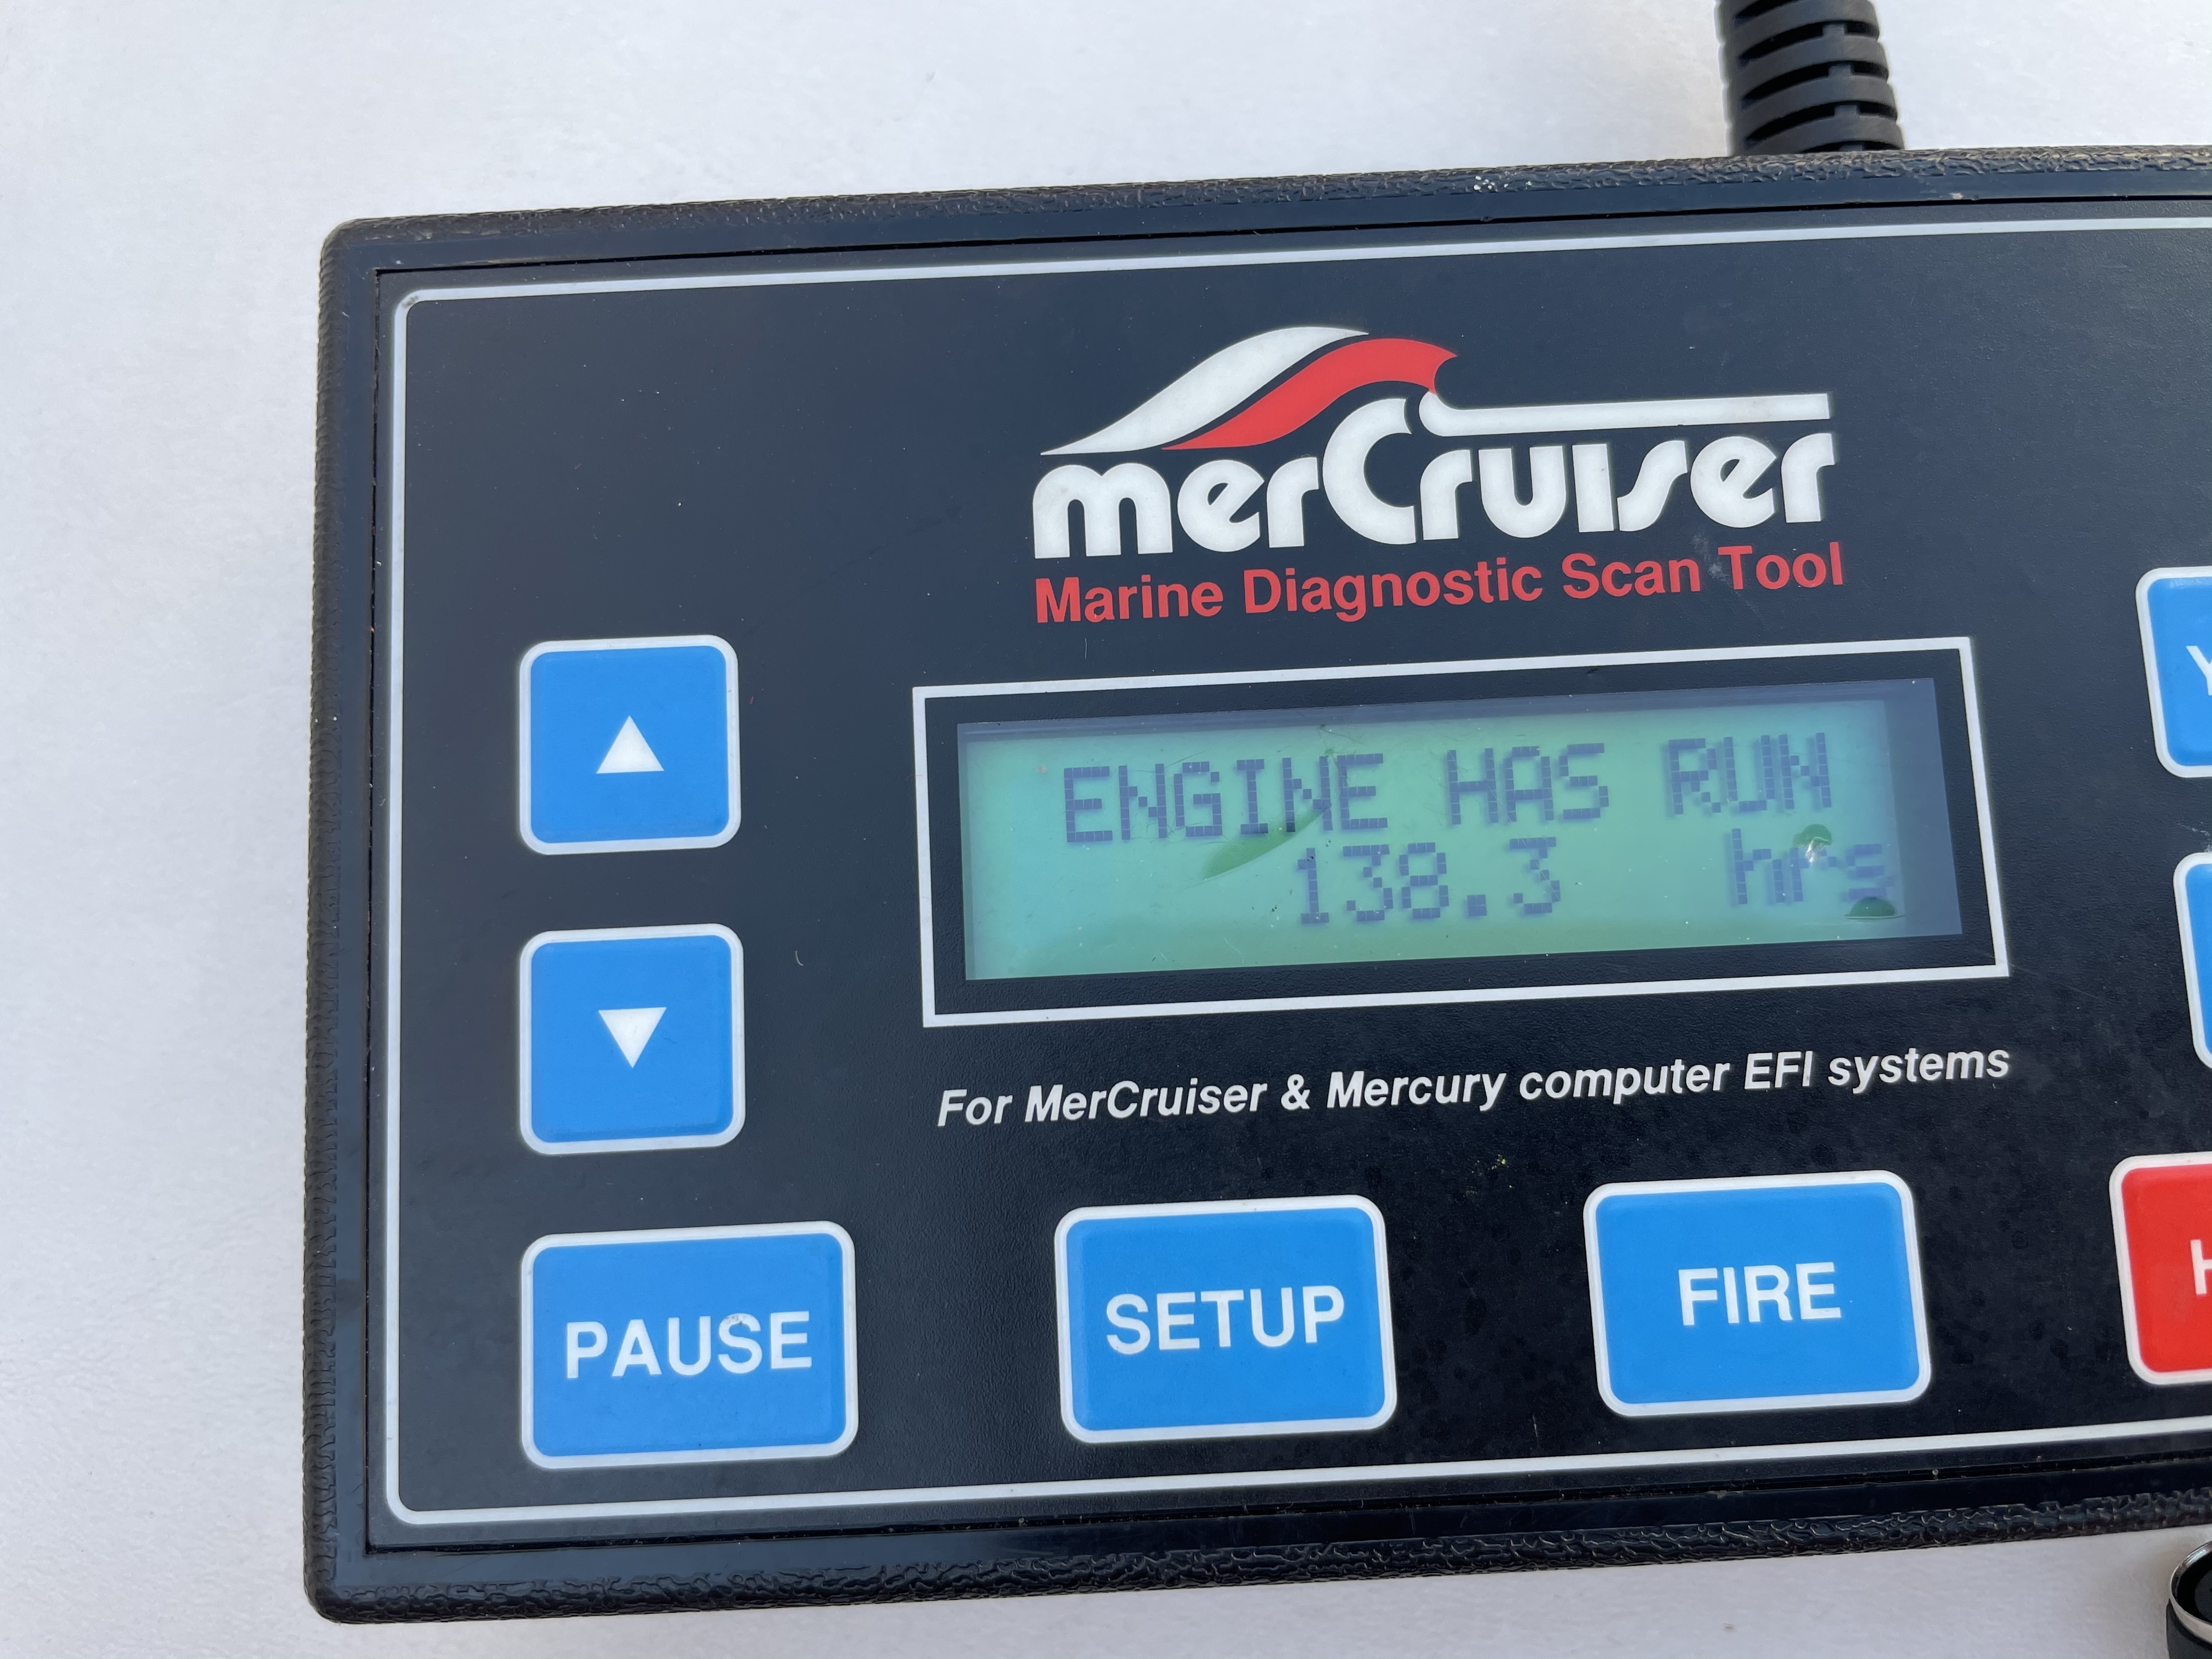 merCruiser
Marine Diagnostic Scan Tool
ENGINE HAS RUN
138.3 hrs
For MerCruiser & Mercury computer EFI systems
PAUSE
SETUP
FIRE